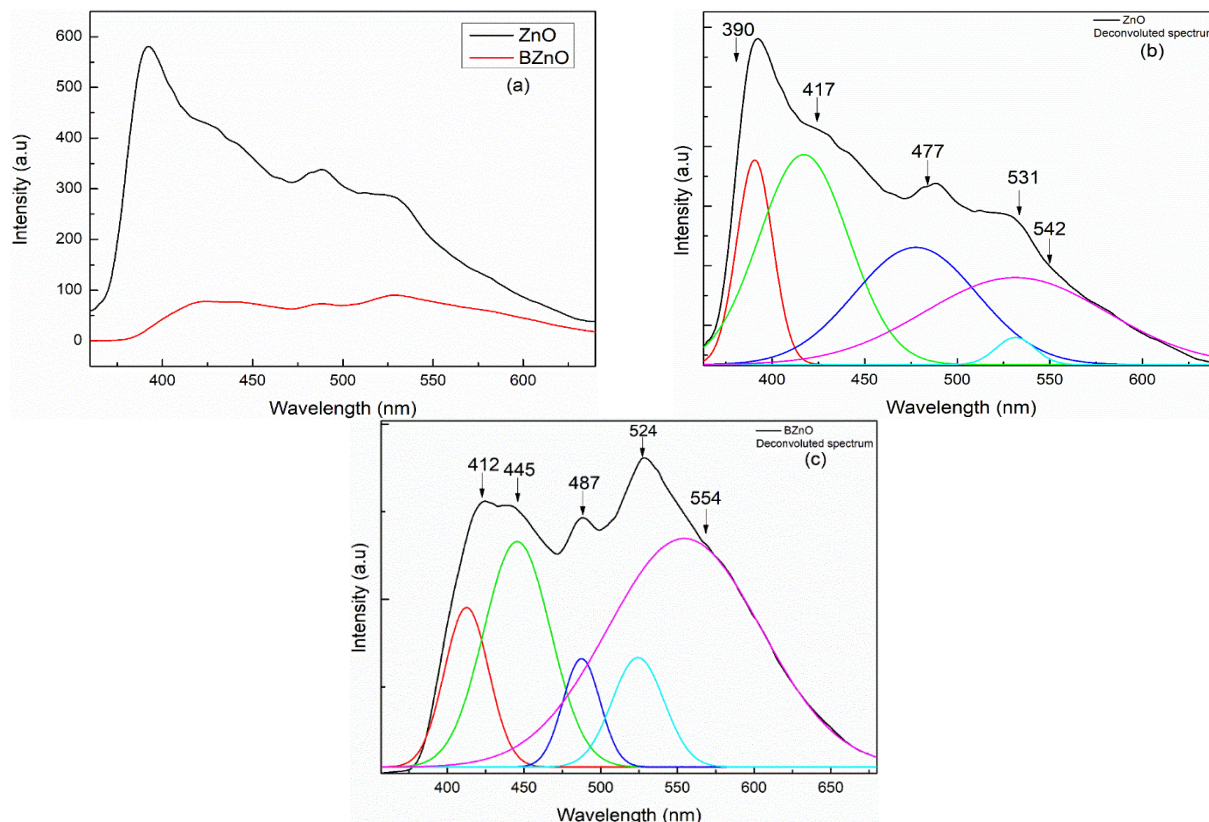 ZnO
BZnO
(a)
600
500
400
300
200
100
0
Intensity (a.u)
400
450
500
550
600
Wavelength (nm)
ZnO
Deconvoluted spectrum
(b)
390
417
477
531
542
Intensity (a.u)
400
450
500
550
600
Wavelength (nm)
BZnO
Deconvoluted spectrum
(c)
412
445
487
524
554
Intensity (a.u)
400
450
500
550
600
650
Wavelength (nm)